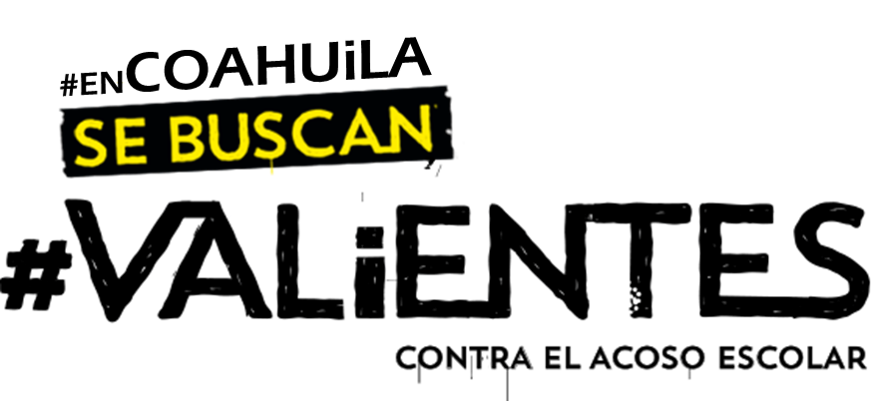 #ENCOAHUiLA
SE BUSCAN
#VALiENTES
CONTRA EL ACOSO ESCOLAR